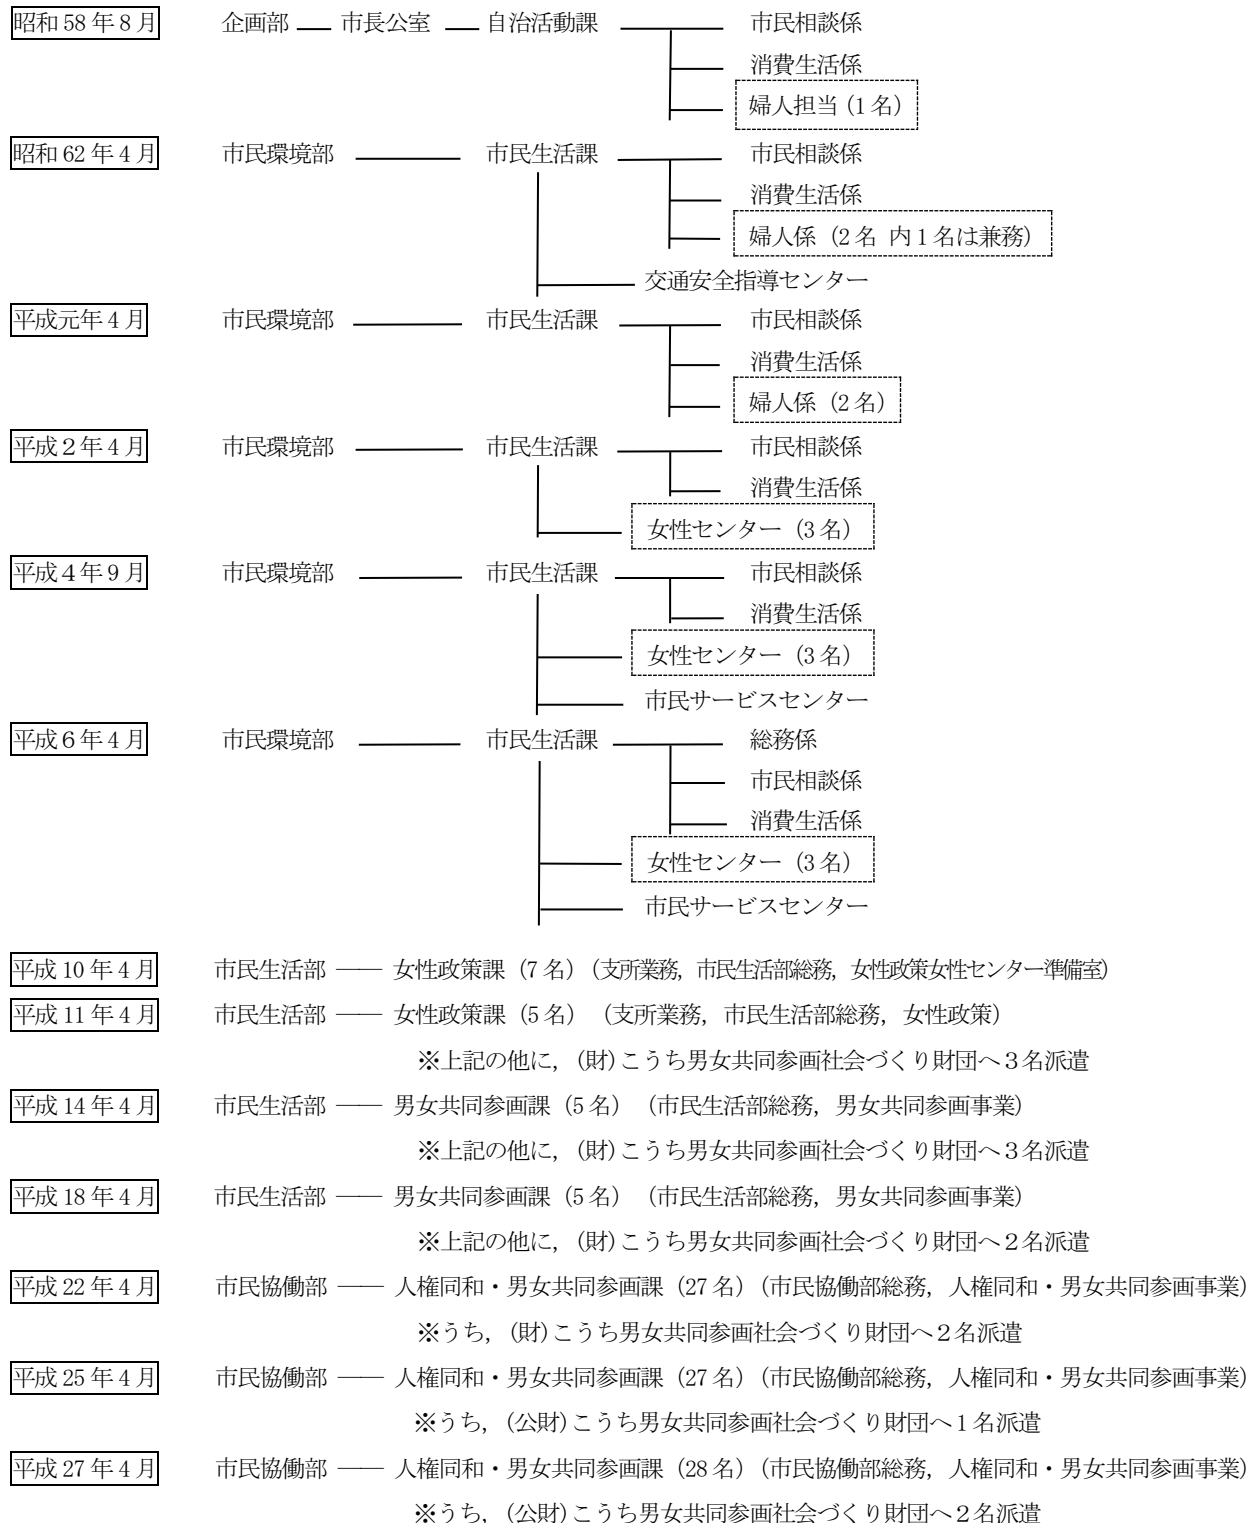 昭和58年8月 企画部 市長公室 自治活動課 市民相談係
消費生活係
婦人担当（1名）
昭和62年4月 市民環境部 市民生活課 市民相談係
消費生活係
婦人係（2名 内1名は兼務）
交通安全指導センター
平成元年4月 市民環境部 市民生活課 市民相談係
消費生活係
婦人係（2名）
平成2年4月 市民環境部 市民生活課 市民相談係
消費生活係
女性センター（3名）
平成4年9月 市民環境部 市民生活課 市民相談係
消費生活係
女性センター（3名）
市民サービスセンター
平成6年4月 市民環境部 市民生活課 総務係
市民相談係
消費生活係
女性センター（3名）
市民サービスセンター
平成10年4月 市民生活部 ―― 女性政策課（7名）（支所業務，市民生活部総務，女性政策女性センター準備室）
平成11年4月 市民生活部 ―― 女性政策課（5名）（支所業務，市民生活部総務，女性政策）
※上記の他に，(財)こうち男女共同参画社会づくり財団へ3名派遣
平成14年4月 市民生活部 ―― 男女共同参画課（5名）（市民生活部総務，男女共同参画事業）
※上記の他に，(財)こうち男女共同参画社会づくり財団へ3名派遣
平成18年4月 市民生活部 ―― 男女共同参画課（5名）（市民生活部総務，男女共同参画事業）
※上記の他に，(財)こうち男女共同参画社会づくり財団へ2名派遣
平成22年4月 市民協働部 ―― 人権同和・男女共同参画課（27名）（市民協働部総務，人権同和・男女共同参画事業）
※うち，(財)こうち男女共同参画社会づくり財団へ2名派遣
平成25年4月 市民協働部 ―― 人権同和・男女共同参画課（27名）（市民協働部総務，人権同和・男女共同参画事業）
※うち，(公財)こうち男女共同参画社会づくり財団へ1名派遣
平成27年4月 市民協働部 ―― 人権同和・男女共同参画課（28名）（市民協働部総務，人権同和・男女共同参画事業）
※うち，(公財)こうち男女共同参画社会づくり財団へ2名派遣